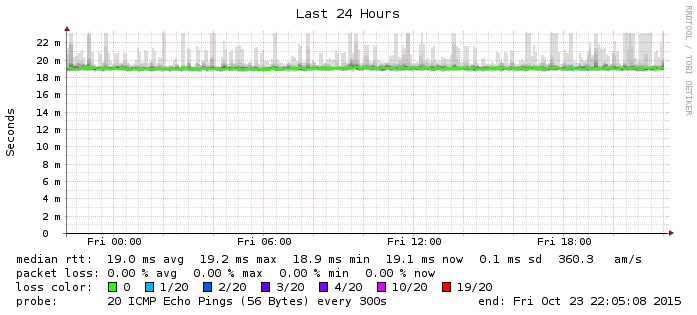 Last 24 Hours
RRDTOOL / TOBI OETIKER
Seconds
22 m
20 m
18 m
16 m
14 m
12 m
10 m
8 m
6 m
4 m
2 m
0
Fri 00:00 Fri 06:00 Fri 12:00 Fri 18:00
median rtt: 19.0 ms avg 19.2 ms max 18.9 ms min 19.1 ms now 0.1 ms sd 360.3 am/s
packet loss: 0.00 % avg 0.00 % max 0.00 % min 0.00 % now
loss color: 0 1/20 2/20 3/20 4/20 10/20 19/20
probe: 20 ICMP Echo Pings (56 Bytes) every 300s end: Fri Oct 23 22:05:08 2015